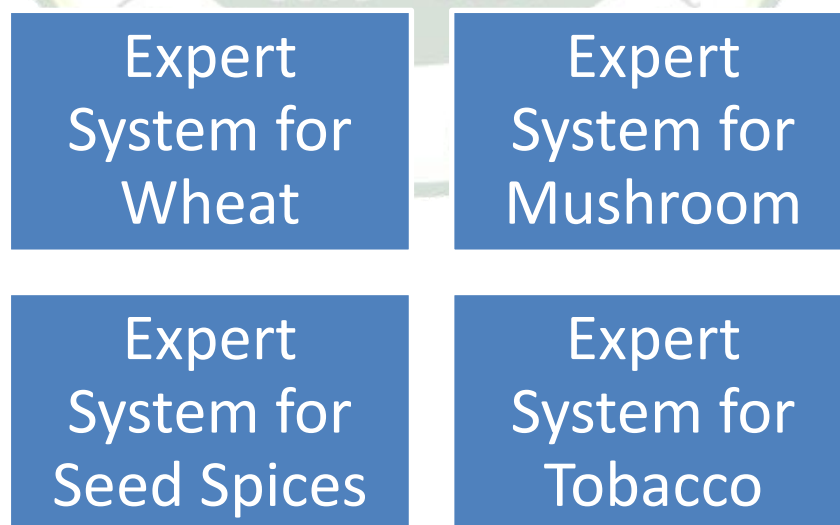 Expert
System for
Wheat
Expert
System for
Mushroom
Expert
System for
Seed Spices
Expert
System for
Tobacco